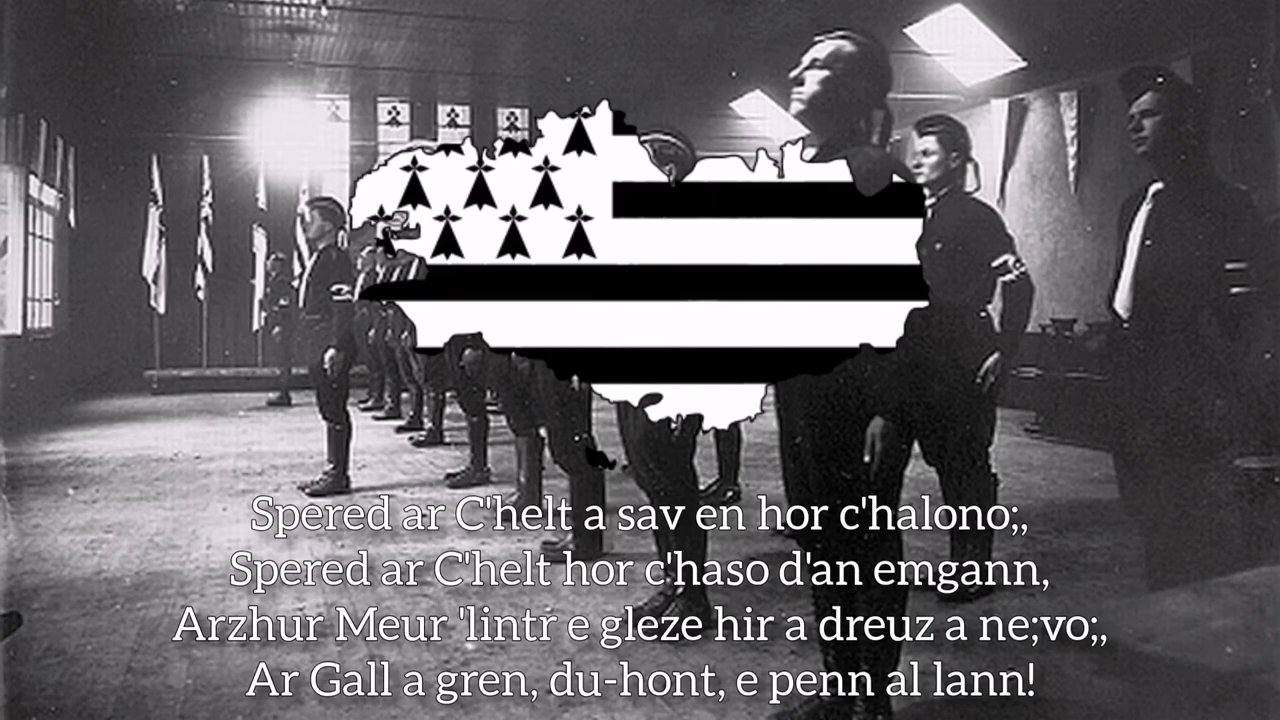 Spered ar C'helt a sav en hor c'halono;,
Spered ar C'helt hor c'haso d'an emgann,
Arzhur Meur 'lintr e gleze hir a dreuz a ne;vo;,
Ar Gall a gren, du-hont, e penn al lann!